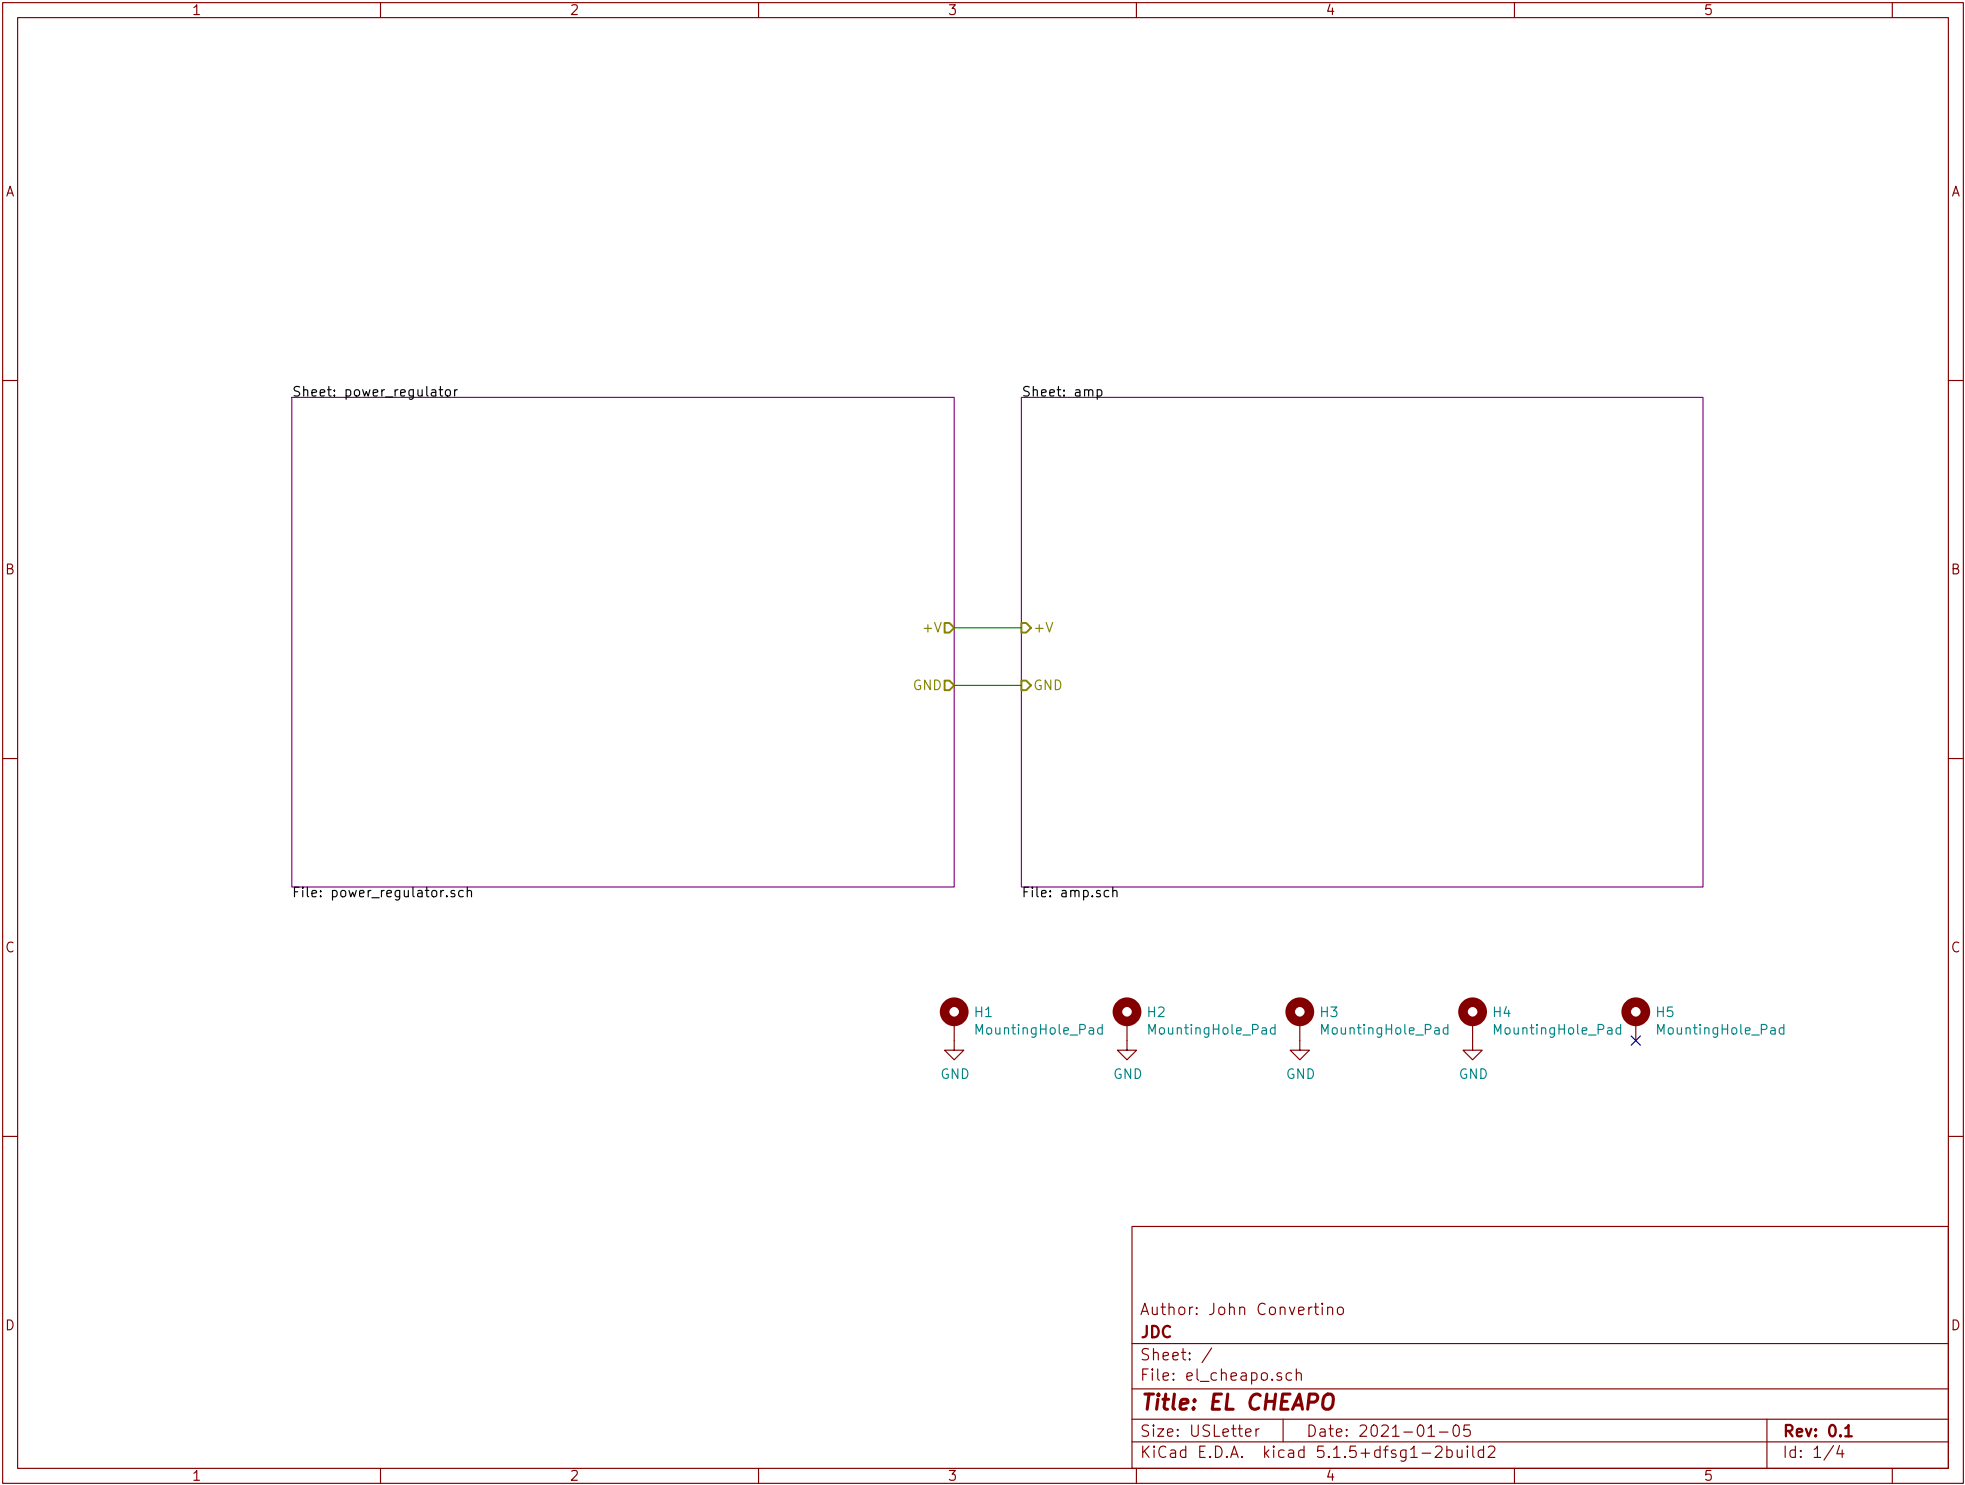 1 2 3 4 5
A A
Sheet: power_regulator Sheet: amp
B B
+V +V
GND GND
File: power_regulator.sch File: amp.sch
C C
H1 H2 H3 H4 H5
MountingHole_Pad MountingHole_Pad MountingHole_Pad MountingHole_Pad MountingHole_Pad
GND GND GND GND
Author: John Convertino
D D
JDC
Sheet: /
File: el_cheapo.sch
Title: EL CHEAPO
Size: USLetter Date: 2021-01-05 Rev: 0.1
KiCad E.D.A. kicad 5.1.5+dfsg1-2build2 Id: 1/4
1 2 3 4 5